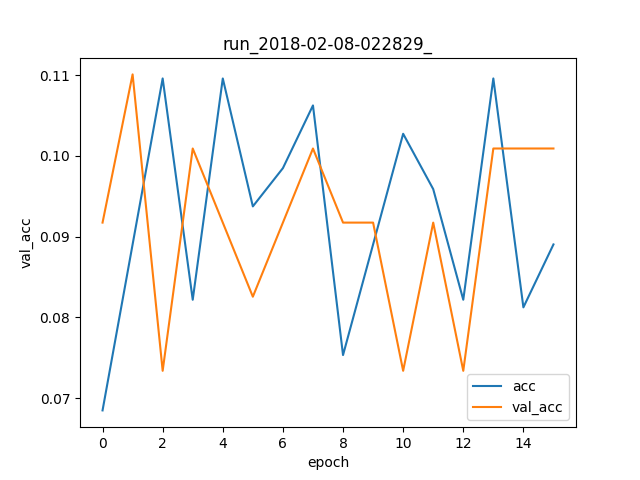 run_2018-02-08-022829_
0.11
0.10
0.09
0.08
0.07
val_acc
0 2 4 6 8 10 12 14
epoch
acc
val_acc